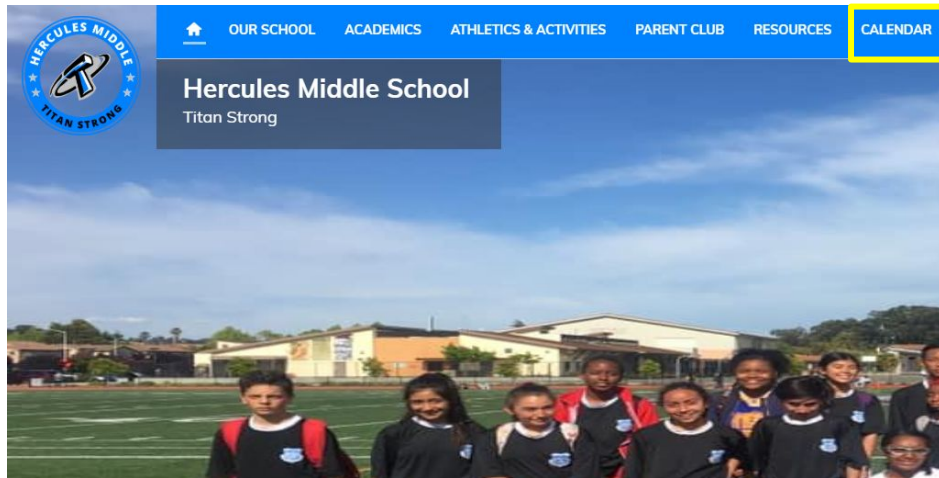 HERCULES MIDDLE
TITAN STRONG
OUR SCHOOL ACADEMICS ATHLETICS & ACTIVITIES PARENT CLUB RESOURCES CALENDAR
Hercules Middle School
Titan Strong